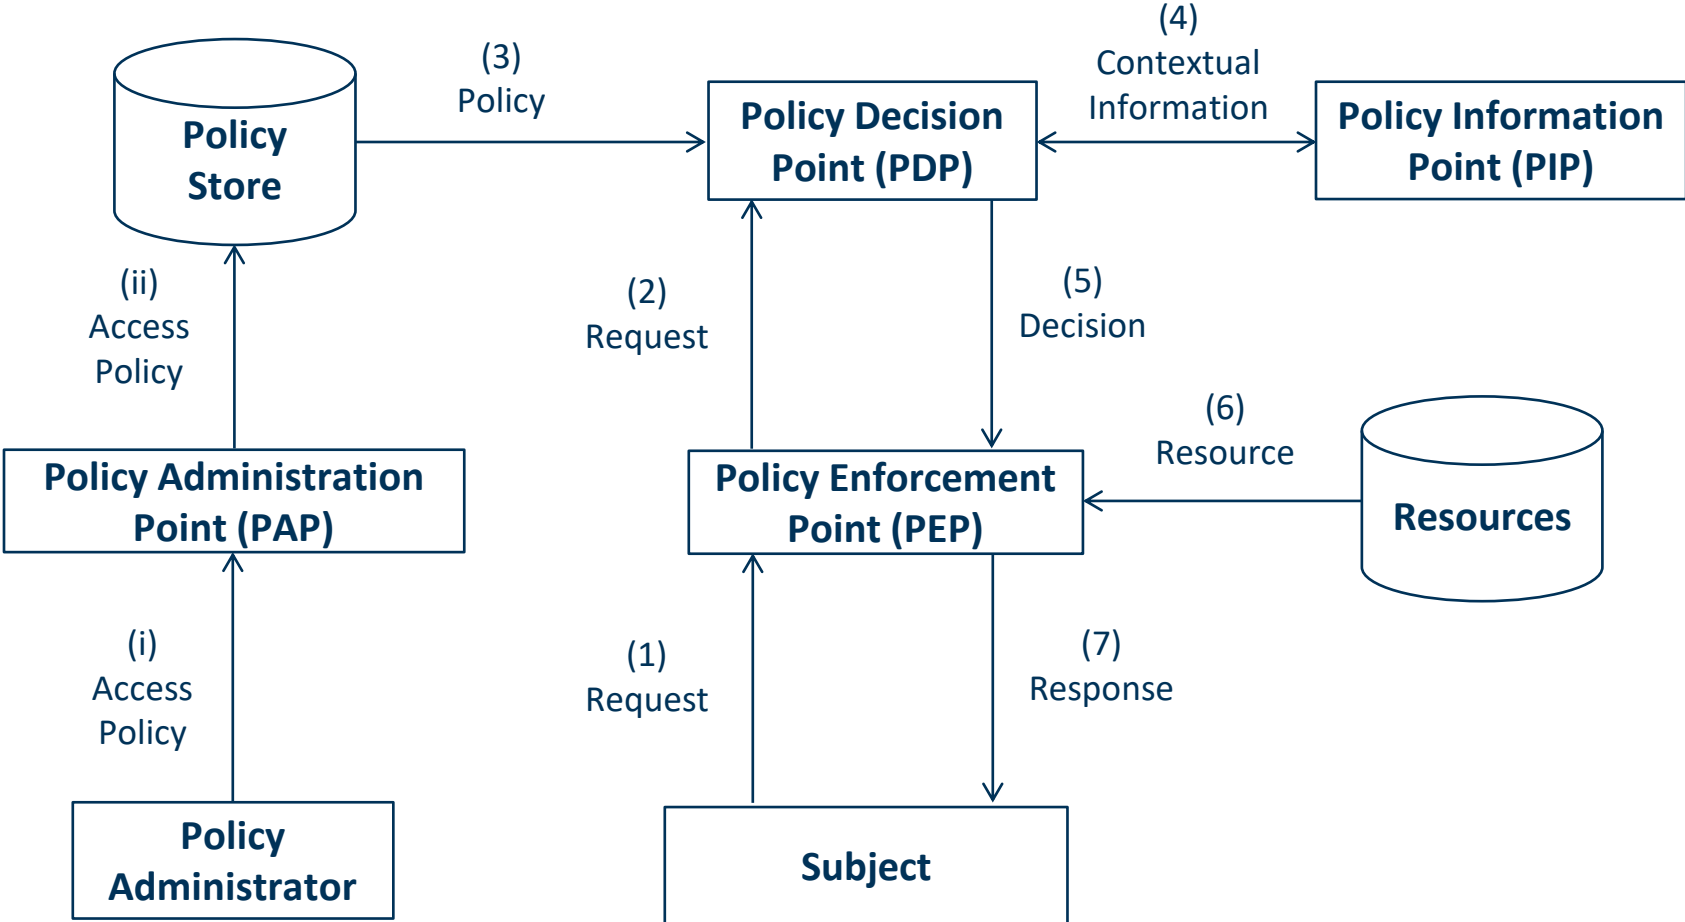 (4)
Contextual
Information
(3)
Policy
Policy
Store
Policy Decision
Point (PDP)
Policy Information
Point (PIP)
(ii)
Access
Policy
(2)
Request
(5)
Decision
(6)
Resource
Policy Administration
Point (PAP)
Policy Enforcement
Point (PEP)
Resources
(i)
Access
Policy
(1)
Request
(7)
Response
Policy
Administrator
Subject